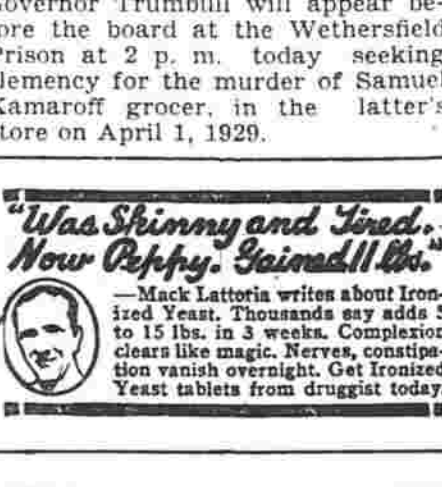 Governor Trumbull will appear be-
ore the board at the Wethersfield
Prison at 2 p. m. today seeking
lemency for the murder of Samuel
Kamaroff grocer, in the latter's
tore on April 1, 1929.
"Was Skinny and Tired.
Now Peppy. Gained 11 lbs."
—Mack Lattoria writes about Iron-
ized Yeast. Thousands say adds 5
to 15 lbs. in 3 weeks. Complexion
clears like magic. Nerves, constipa-
tion vanish overnight. Get Ironized
Yeast tablets from druggist today.